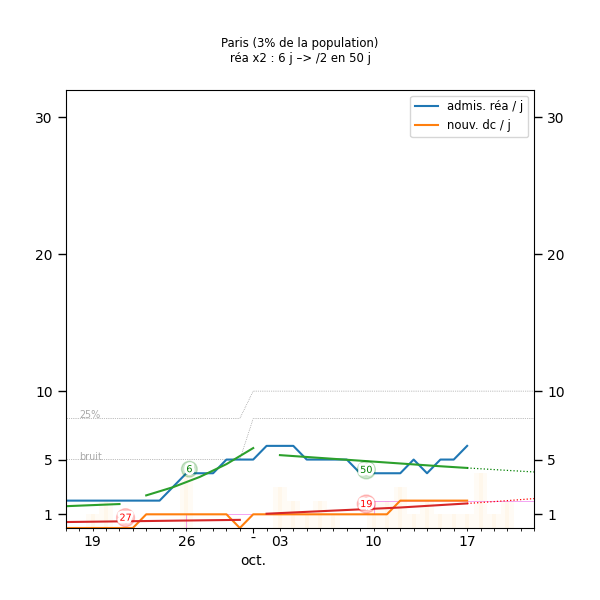 Paris (3% de la population)
réa x2 : 6 j –> /2 en 50 j
admis. réa / j
nouv. dc / j
30 30
20 20
10 10
25%
6
bruit
5 5
50
19
27
1 1
19 26 - 03 10 17
oct.